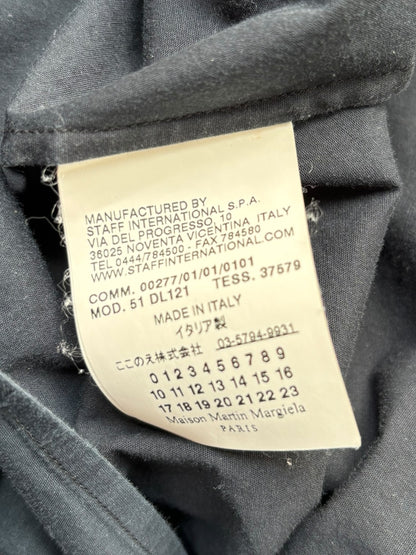 MANUFACTURED BY
STAFF INTERNATIONAL S.P.A.
VIA DEL PROGRESSO, 10
36025 NOVENTA VICENTINA ITALY
TEL 0444/784500 - FAX 784580
WWW.STAFFINTERNATIONAL.COM
COMM. 00277/01/01/0101
MOD. 51 DL121 TESS. 37579
MADE IN ITALY
イタリア製
ここのえ株式会社 03-5794-9931
0 1 2 3 4 5 6 7 8 9
10 11 12 13 14 15 16
17 18 19 20 21 22 23
Maison Martin Margiela
PARIS